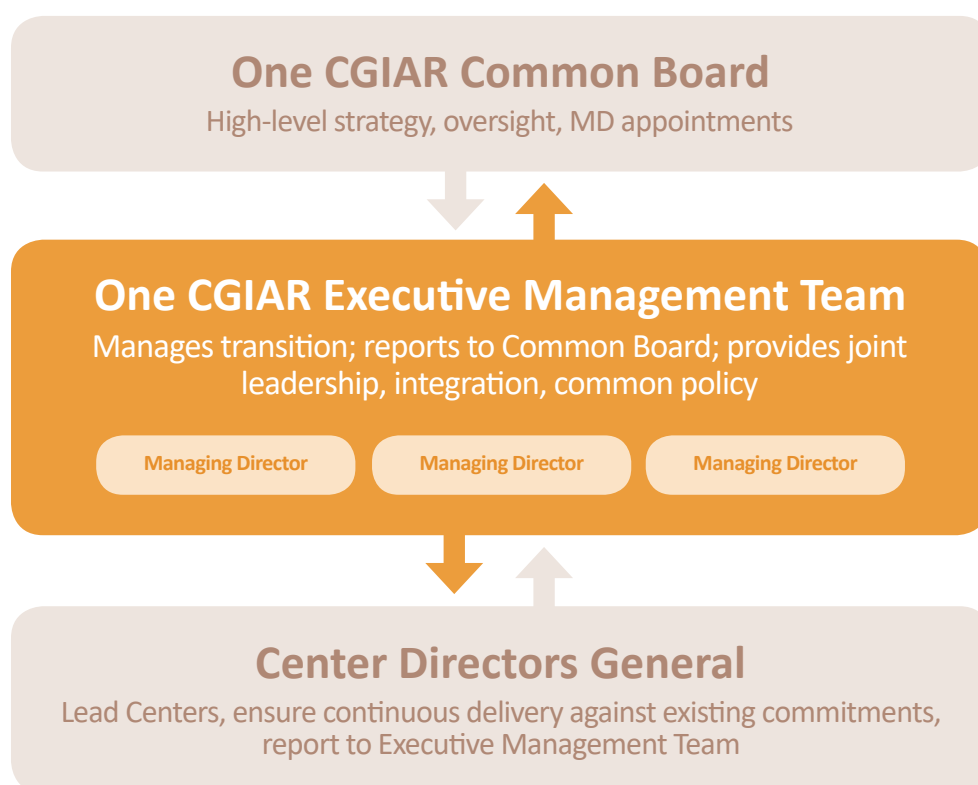 One CGIAR Common Board
High-level strategy, oversight, MD appointments
One CGIAR Executive Management Team
Manages transition; reports to Common Board; provides joint
leadership, integration, common policy
Managing Director
Managing Director
Managing Director
Center Directors General
Lead Centers, ensure continuous delivery against existing commitments,
report to Executive Management Team